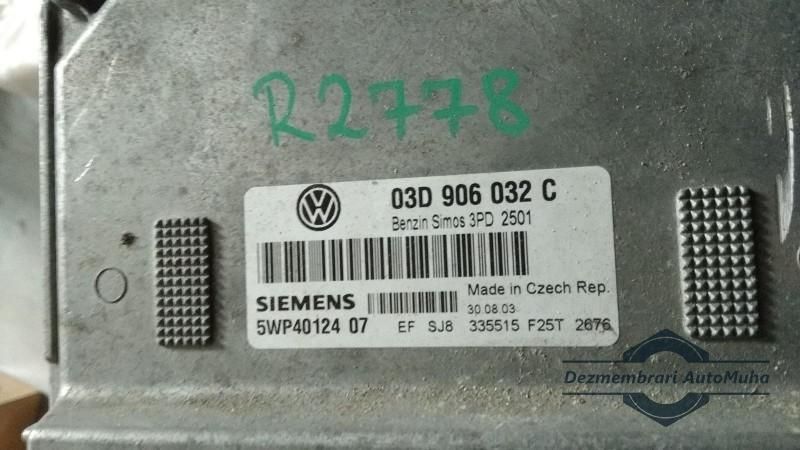 R2778
03D 906 032 C
Benzin Simos 3PD 2501
SIEMENS
Made in Czech Rep.
30.08.03
5WP40124 07 EF SJ8 335515 F25T 2676
Dezmembrari AutoMuha